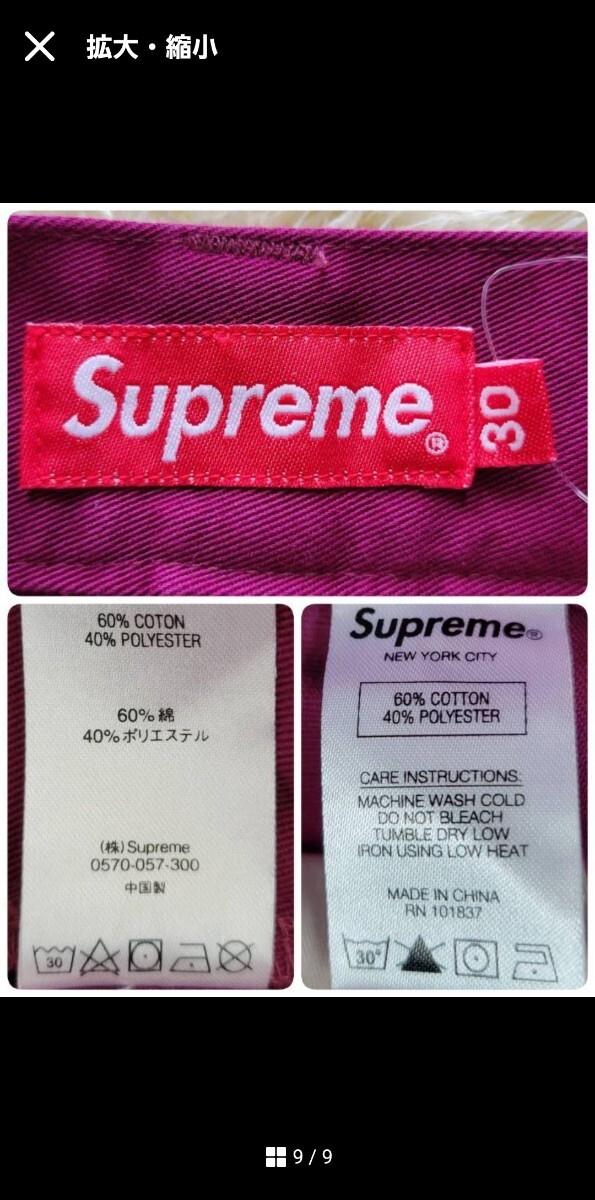 拡大・縮小
Supreme®
30
60% COTON
40% POLYESTER
60% 綿
40% ポリエステル
(株) Supreme
0570-057-300
中国製
30
Supreme®
NEW YORK CITY
60% COTTON
40% POLYESTER
CARE INSTRUCTIONS:
MACHINE WASH COLD
DO NOT BLEACH
TUMBLE DRY LOW
IRON USING LOW HEAT
MADE IN CHINA
RN 101837
30°
9 / 9